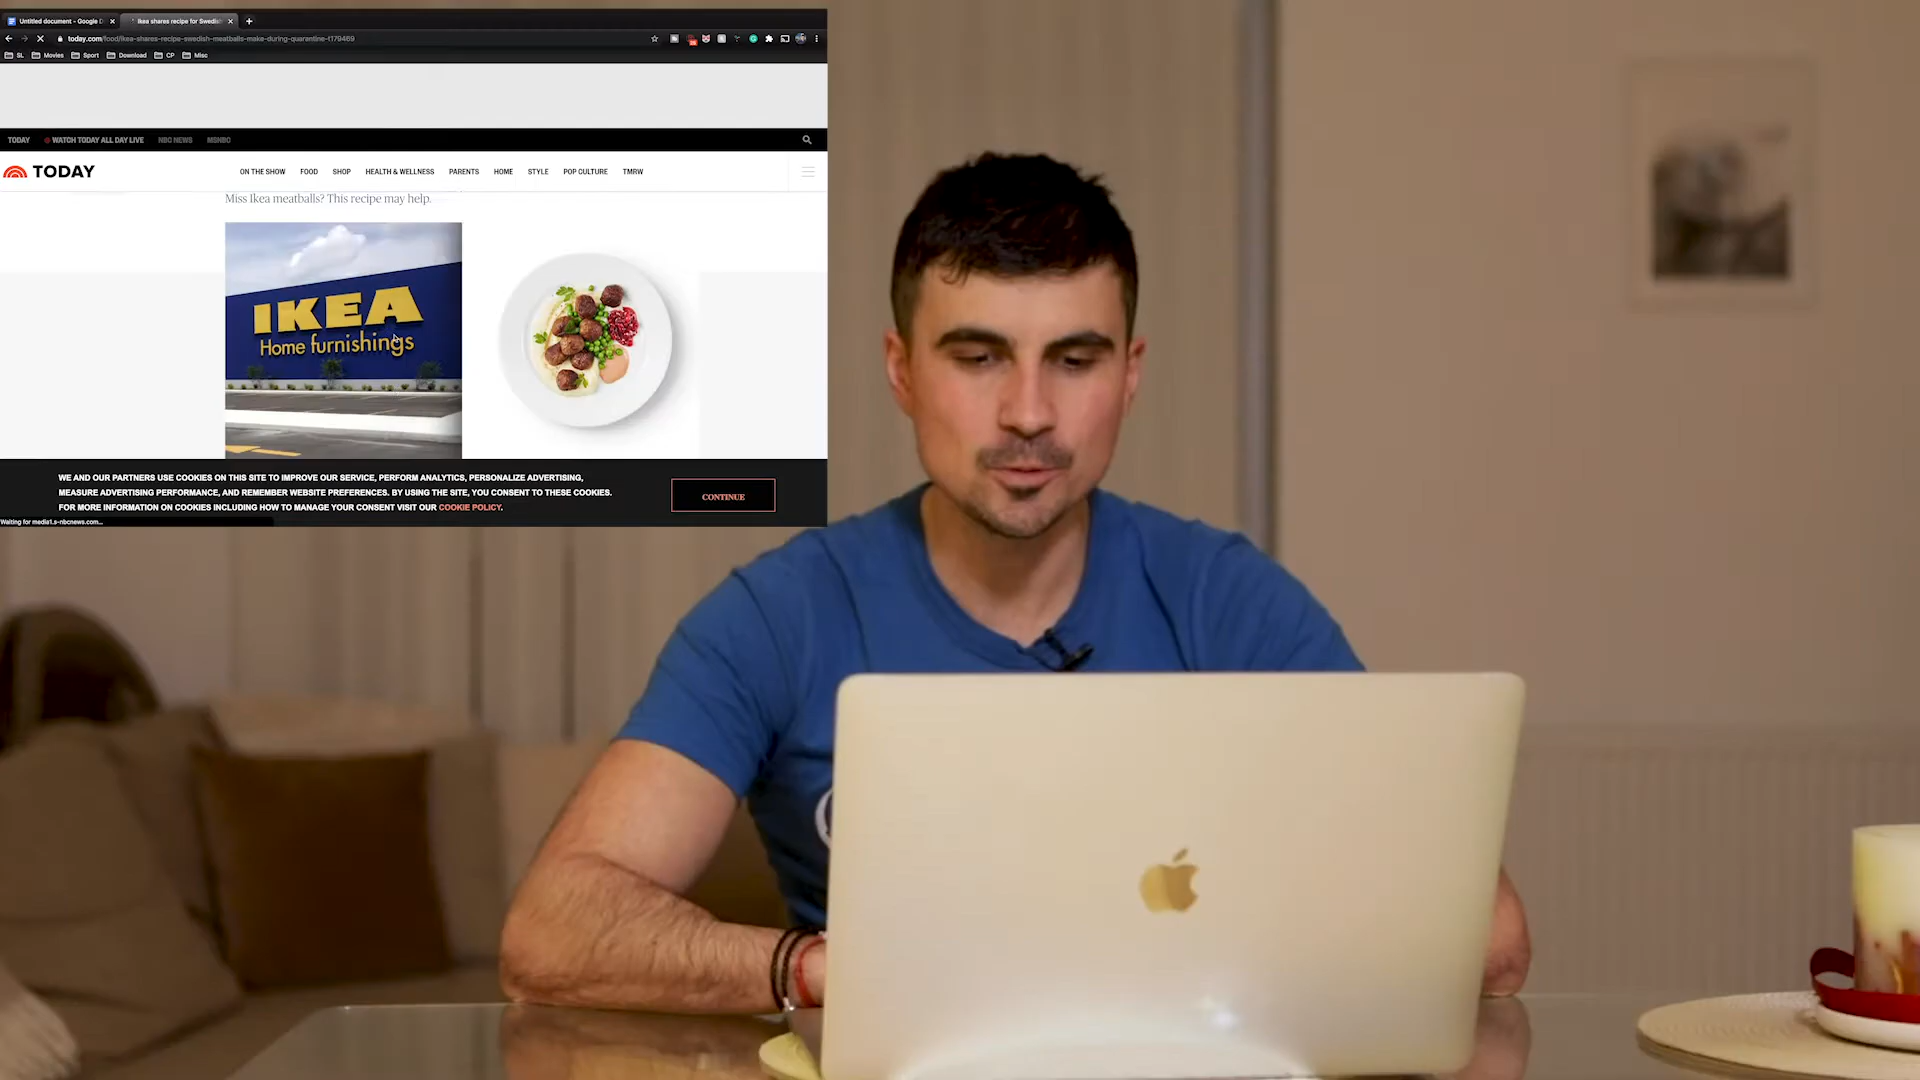 Untitled document - Google D
ikea shares recipe for Swedish
today.com/food/ikea-shares-recipe-swedish-meatballs-make-during-quarantine-t179469
SL Movies Sport Download CP Misc
TODAY WATCH TODAY ALL DAY LIVE NBC NEWS MSNBC
TODAY ON THE SHOW FOOD SHOP HEALTH & WELLNESS PARENTS HOME STYLE POP CULTURE TMRW
Miss Ikea meatballs? This recipe may help.
IKEA
Home furnishings
WE AND OUR PARTNERS USE COOKIES ON THIS SITE TO IMPROVE OUR SERVICE, PERFORM ANALYTICS, PERSONALIZE ADVERTISING,
MEASURE ADVERTISING PERFORMANCE, AND REMEMBER WEBSITE PREFERENCES. BY USING THE SITE, YOU CONSENT TO THESE COOKIES.
FOR MORE INFORMATION ON COOKIES INCLUDING HOW TO MANAGE YOUR CONSENT VISIT OUR COOKIE POLICY.
CONTINUE
Waiting for media1.s-nbcnews.com...